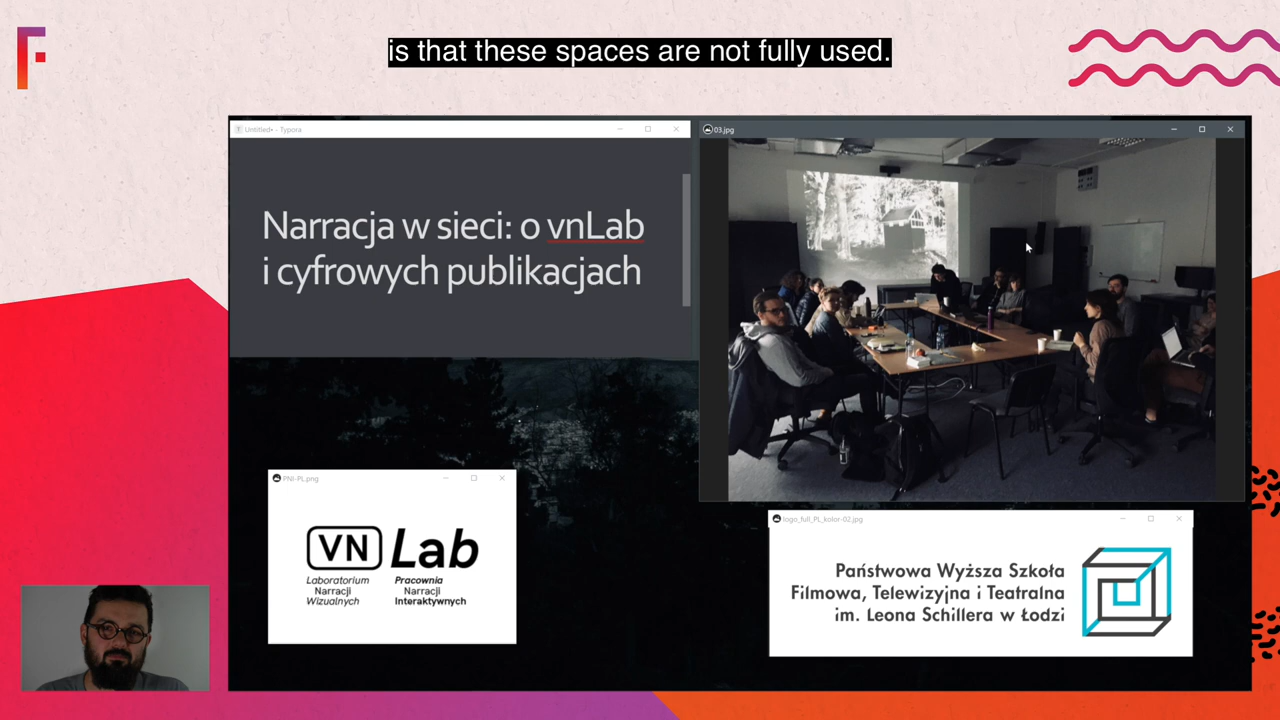 is that these spaces are not fully used.
Untitled• - Typora
03.jpg
Narracja w sieci: o vnLab
i cyfrowych publikacjach
PNI-PL.png
VN Lab
Laboratorium
Narracji
Wizualnych
Pracownia
Narracji
Interaktywnych
logo_full_PL_kolor-02.jpg
Państwowa Wyższa Szkoła
Filmowa, Telewizyjna i Teatralna
im. Leona Schillera w Łodzi